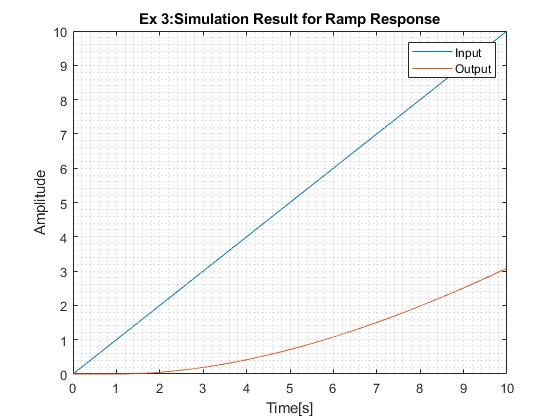 Ex 3:Simulation Result for Ramp Response
Input
Output
Amplitude
10
9
8
7
6
5
4
3
2
1
0
0 1 2 3 4 5 6 7 8 9 10
Time[s]